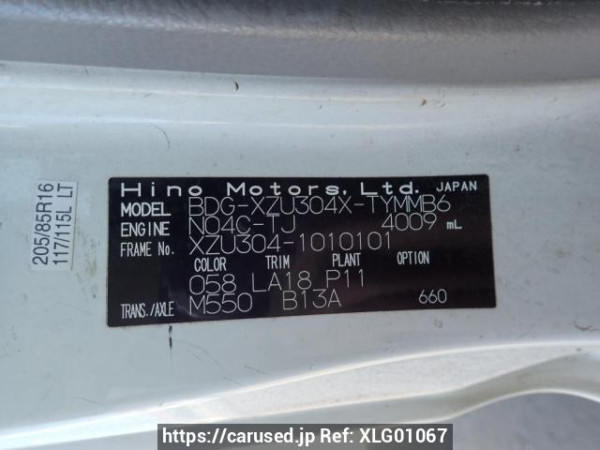 205/85R16
117/115L LT
Hino Motors, Ltd. JAPAN
MODEL BDG-XZU304X-TYMMB6
ENGINE N04C-TJ 4009 mL
FRAME No. XZU304-1010101
COLOR TRIM PLANT OPTION
058 LA18 P11
TRANS./AXLE M550 B13A 660
https://carused.jp Ref: XLG01067